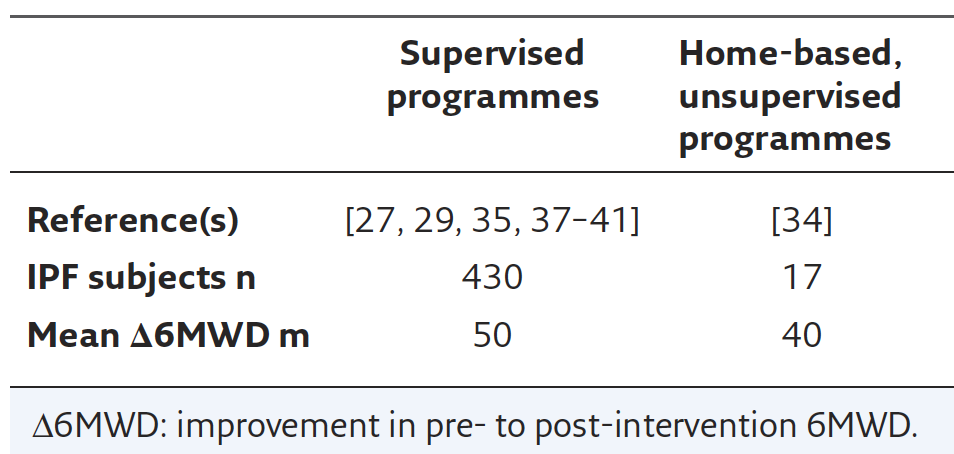 Supervised programmes
Home-based, unsupervised programmes
Reference(s) [27, 29, 35, 37–41] [34]
IPF subjects n 430 17
Mean Δ6MWD m 50 40
Δ6MWD: improvement in pre- to post-intervention 6MWD.